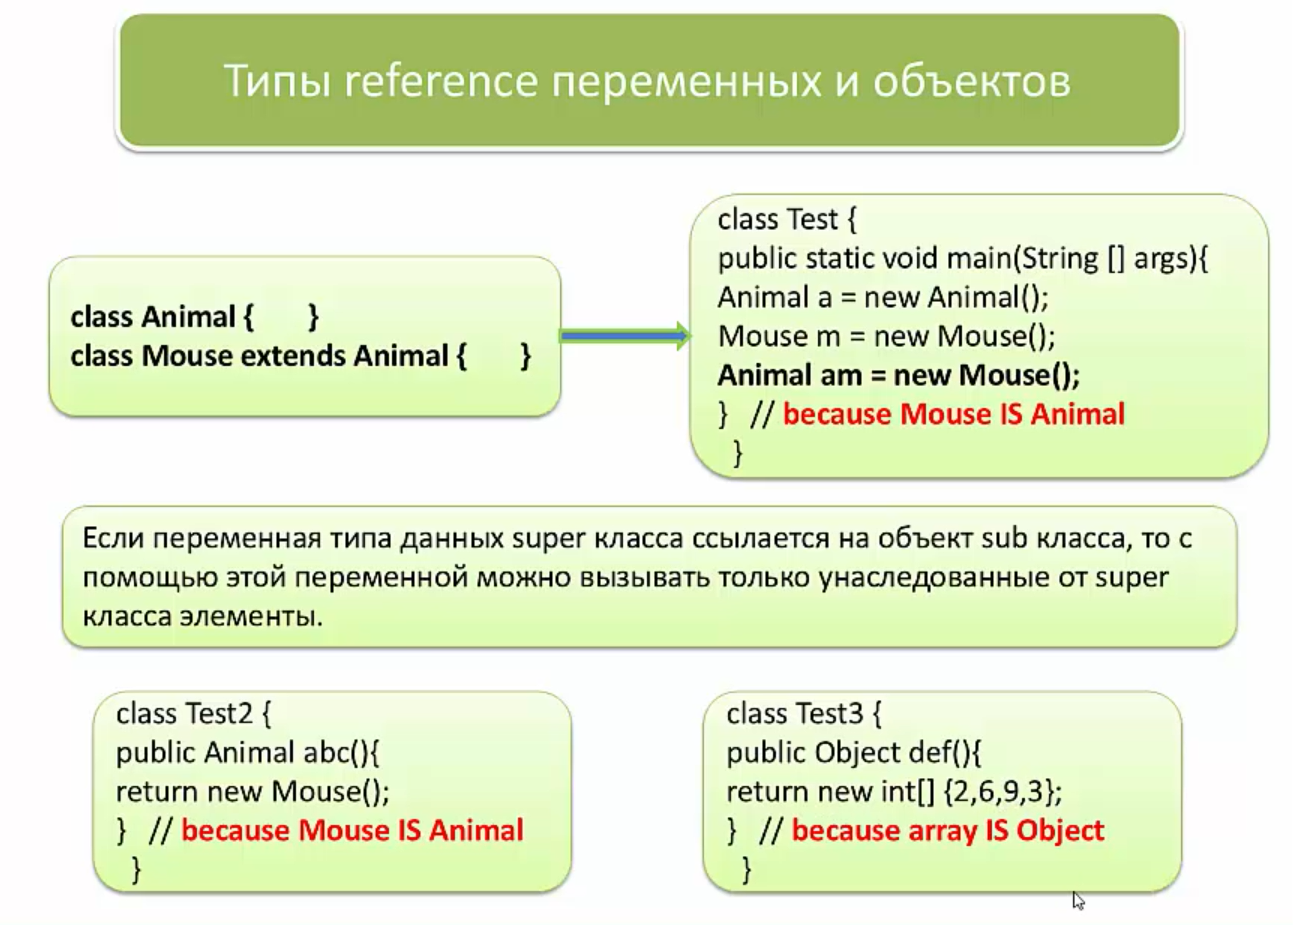 Типы reference переменных и объектов
class Animal {      }
class Mouse extends Animal {      }
class Test {
public static void main(String [] args){
Animal a = new Animal();
Mouse m = new Mouse();
Animal am = new Mouse();
}   // because Mouse IS Animal
}
Если переменная типа данных super класса ссылается на объект sub класса, то с
помощью этой переменной можно вызывать только унаследованные от super
класса элементы.
class Test2 {
public Animal abc(){
return new Mouse();
}   // because Mouse IS Animal
}
class Test3 {
public Object def(){
return new int[] {2,6,9,3};
}   // because array IS Object
}